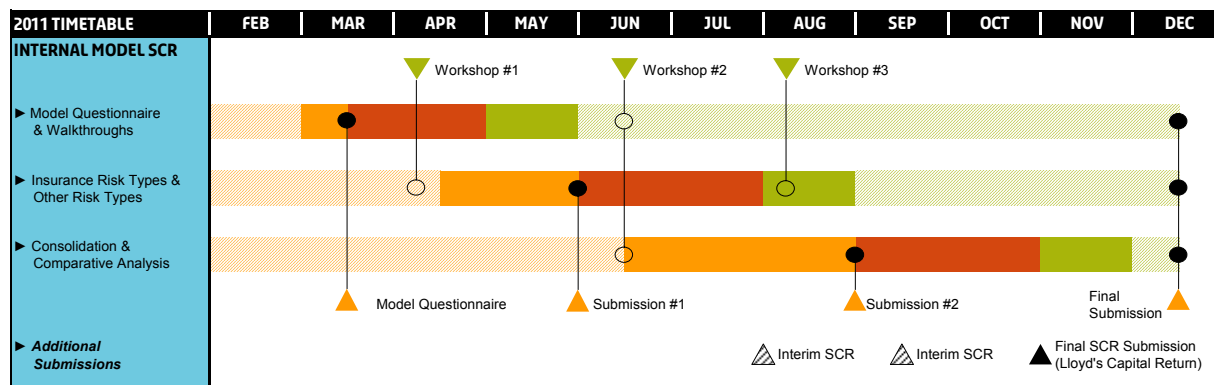 2011 TIMETABLE FEB MAR APR MAY JUN JUL AUG SEP OCT NOV DEC
INTERNAL MODEL SCR
Workshop #1 Workshop #2 Workshop #3
► Model Questionnaire
& Walkthroughs
► Insurance Risk Types &
Other Risk Types
► Consolidation &
Comparative Analysis
Model Questionnaire Submission #1 Submission #2 Final
Submission
► Additional
Submissions
Interim SCR Interim SCR Final SCR Submission
(Lloyd's Capital Return)